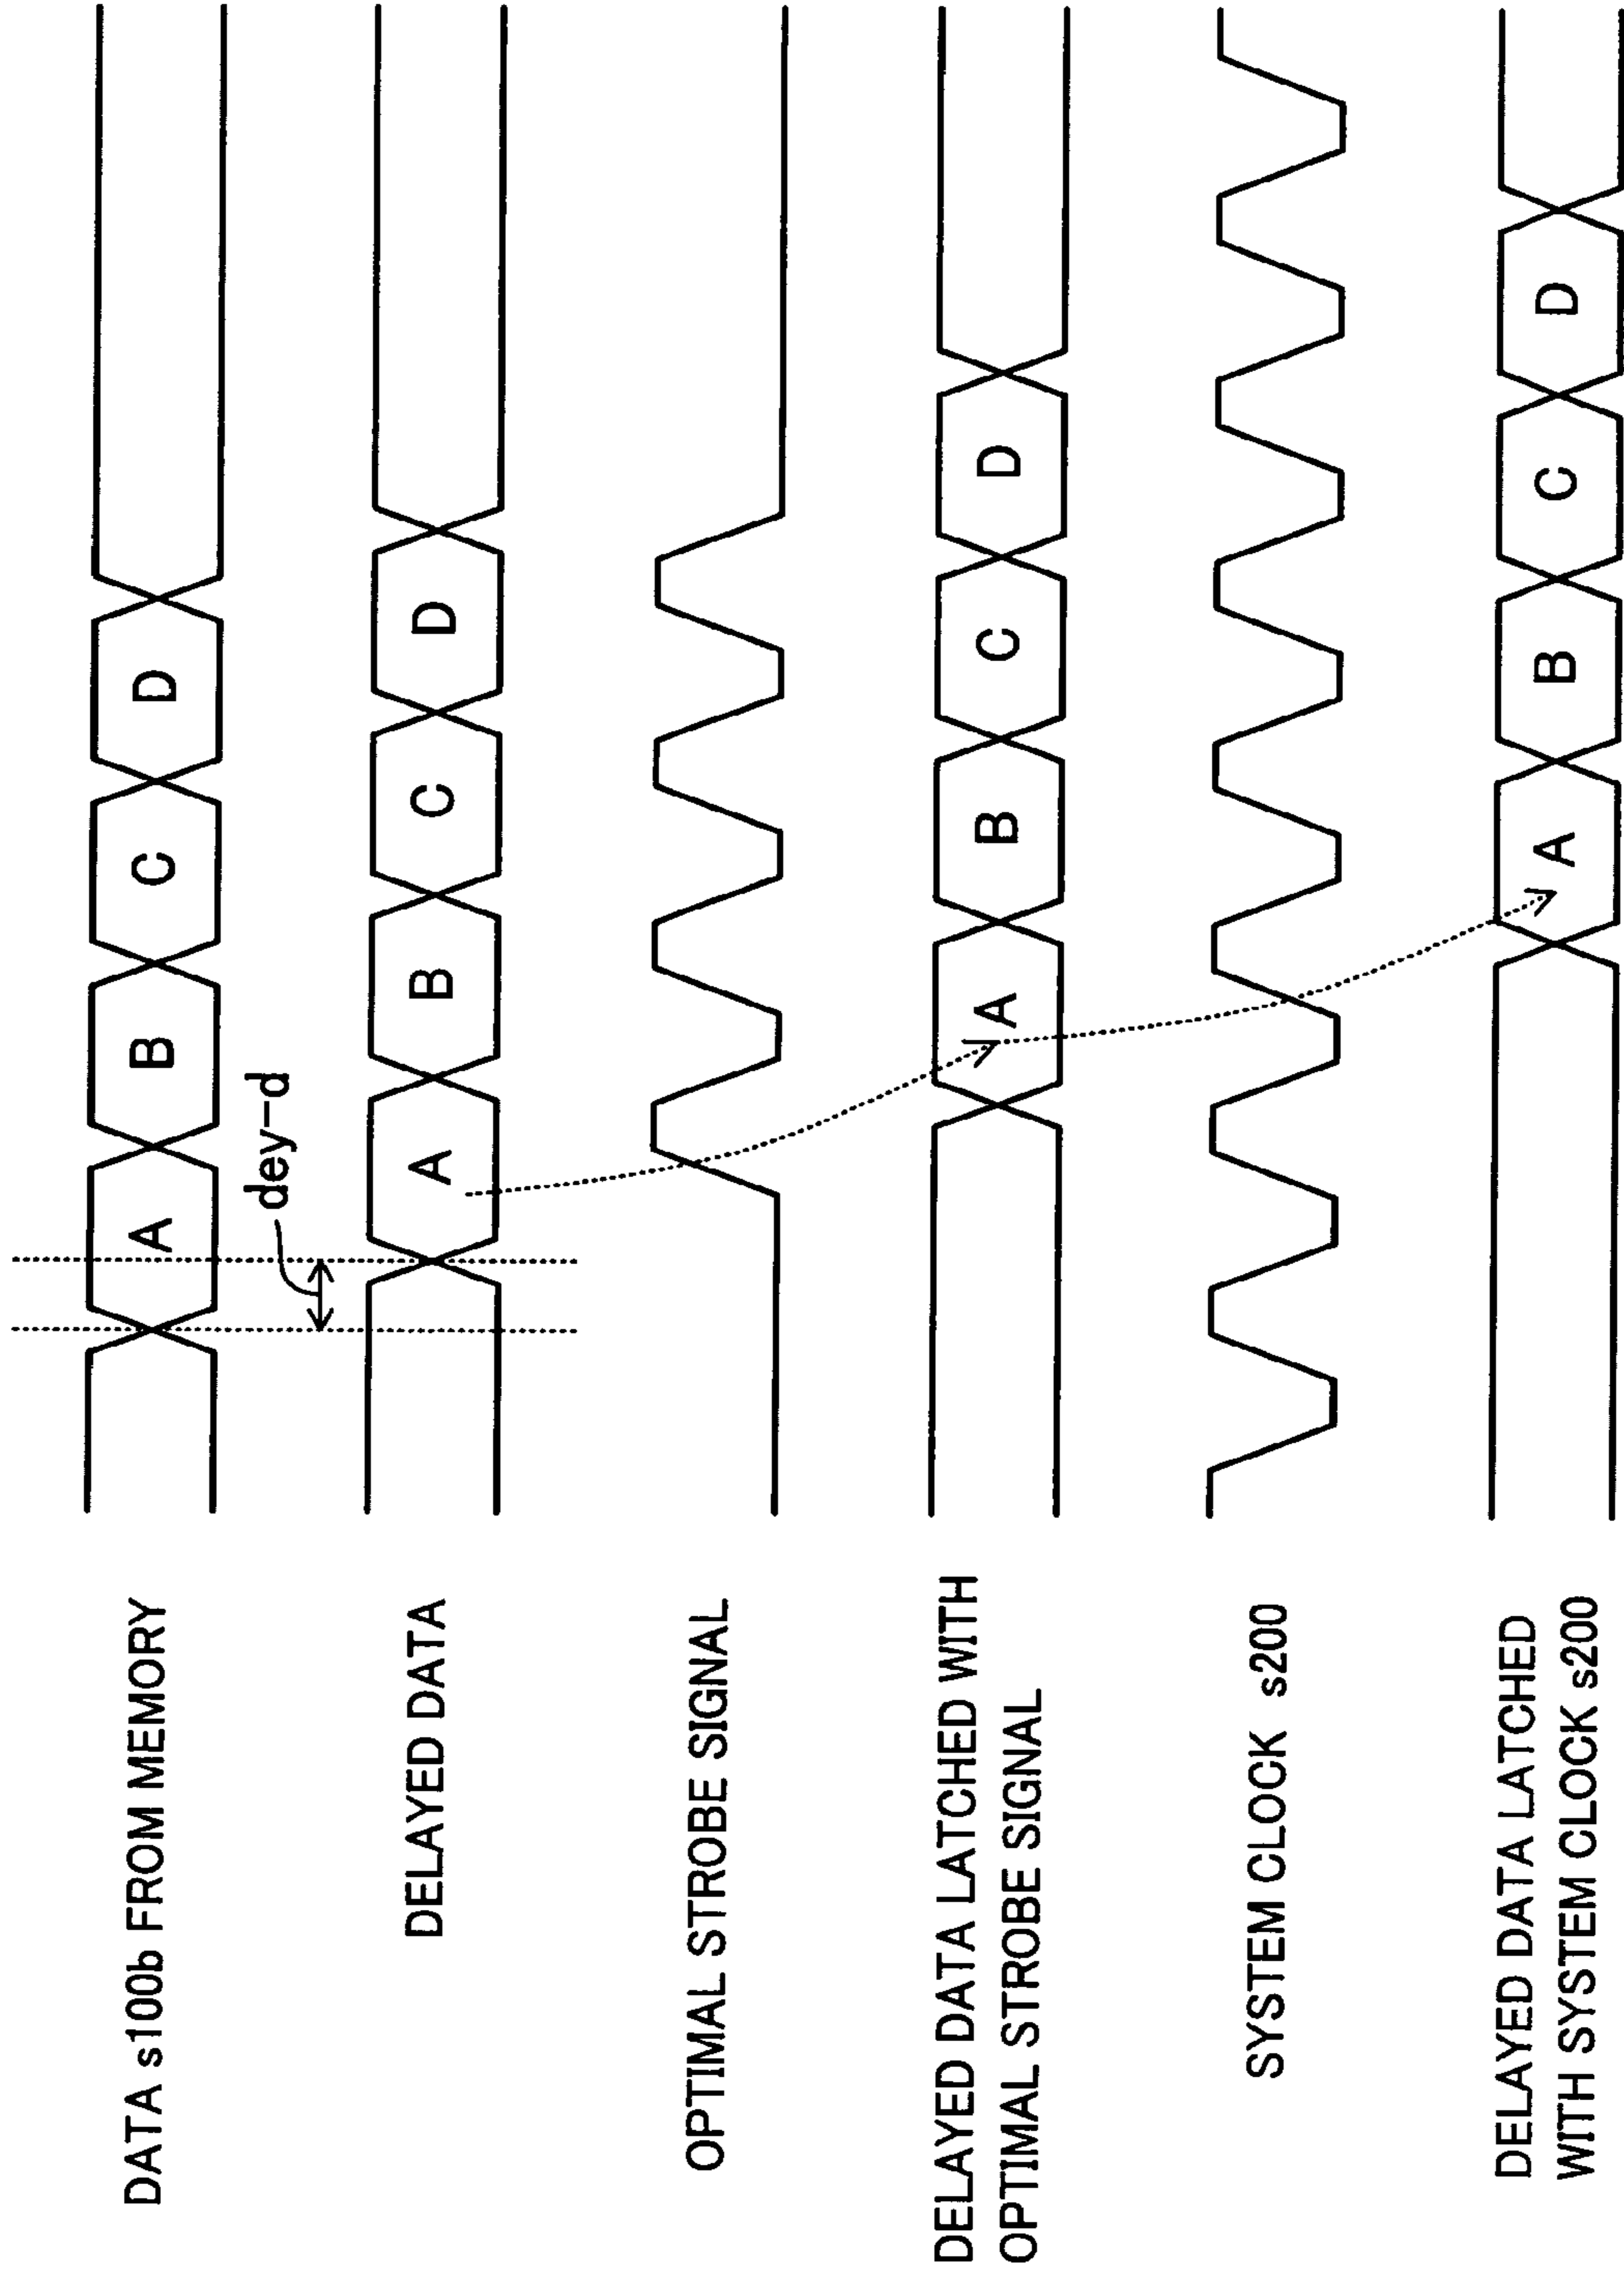 DATA s100b FROM MEMORY
A
B
C
D
dey-d
DELAYED DATA
A
B
C
D
OPTIMAL STROBE SIGNAL
DELAYED DATA LATCHED WITH
OPTIMAL STROBE SIGNAL
A
B
C
D
SYSTEM CLOCK s200
DELAYED DATA LATCHED
WITH SYSTEM CLOCK s200
A
B
C
D